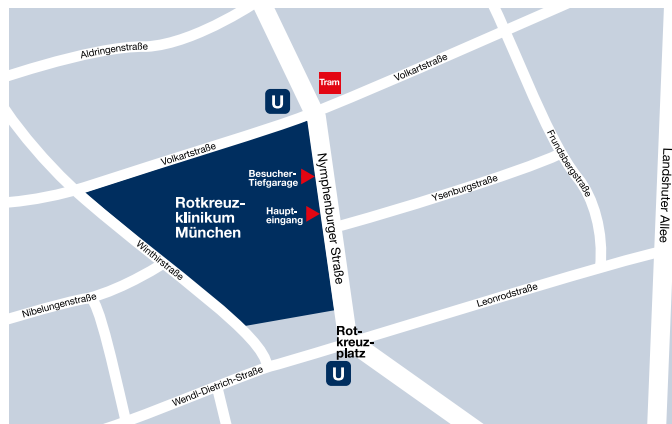 Aldringenstraße
Tram
U
Volkartstraße
Volkartstraße
Besucher-
Tiefgarage
Nymphenburger Straße
Frundsbergstraße
Landshuter Allee
Ysenburgstraße
Rotkreuz-
klinikum
München
Haupt-
eingang
Winthirstraße
Nibelungenstraße
Leonrodstraße
Rot-
kreuz-
platz
U
Wendl-Dietrich-Straße